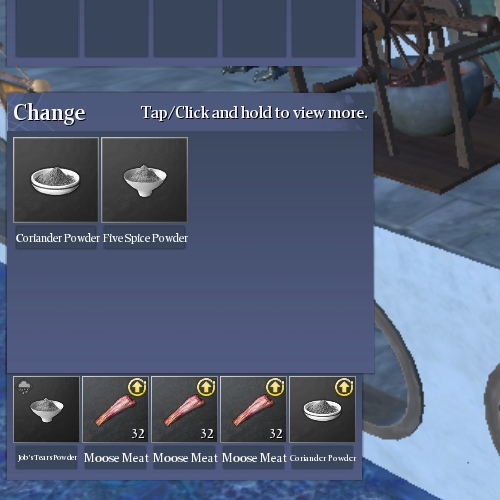 Change
Tap/Click and hold to view more.
Coriander Powder
Five Spice Powder
32
32
32
Job's Tears Powder
Moose Meat
Moose Meat
Moose Meat
Coriander Powder